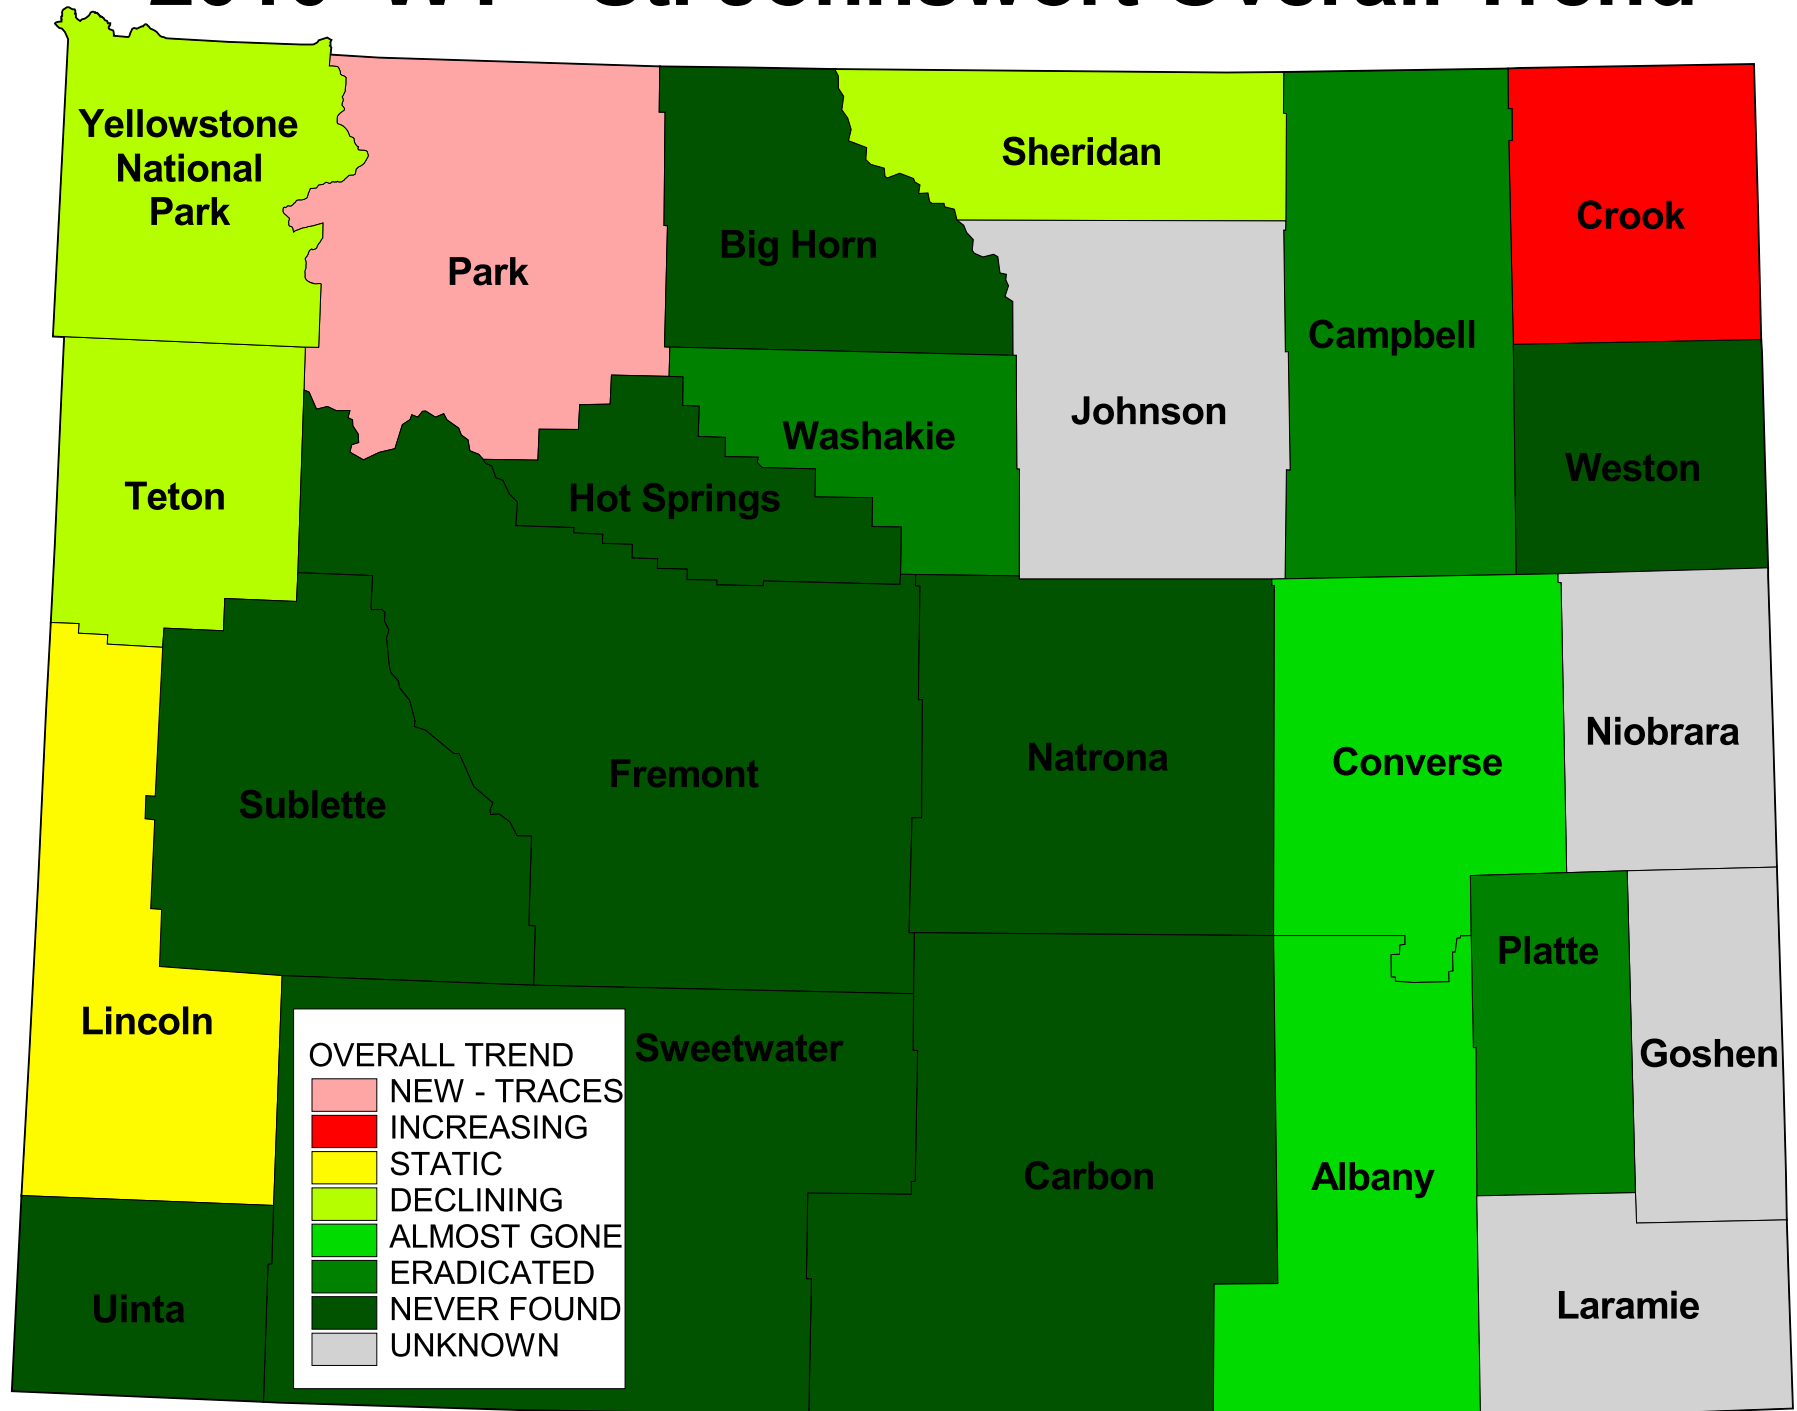 Overall Trend
Yellowstone
National
Park
Park
Big Horn
Sheridan
Campbell
Crook
Johnson
Washakie
Hot Springs
Weston
Teton
Sublette
Fremont
Natrona
Converse
Niobrara
Lincoln
Sweetwater
Carbon
Albany
Platte
Goshen
Uinta
Laramie
OVERALL TREND
NEW - TRACES
INCREASING
STATIC
DECLINING
ALMOST GONE
ERADICATED
NEVER FOUND
UNKNOWN